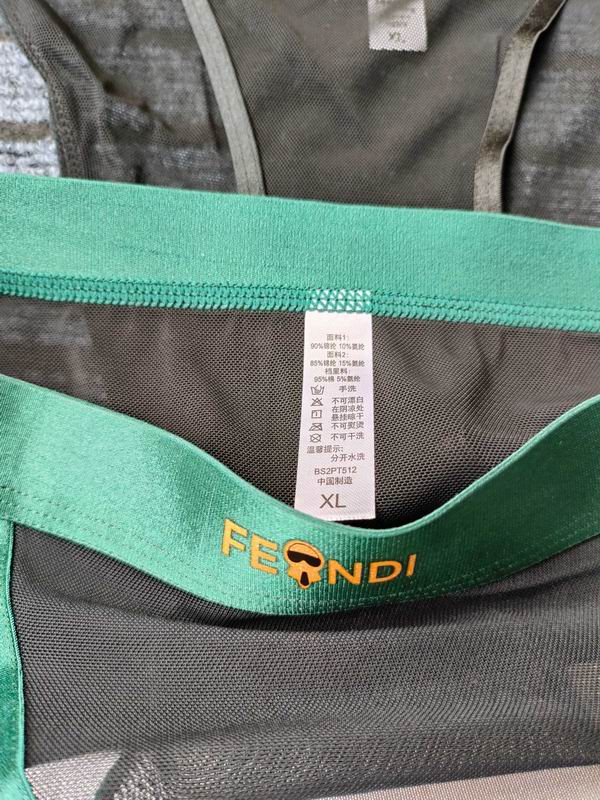 XL
面料1:
90%锦纶 10%氨纶
面料2:
85%锦纶 15%氨纶
裆里料:
95%棉 5%氨纶
手洗
不可漂白
在阴凉处
悬挂晾干
不可熨烫
不可干洗
温馨提示:
分开水洗
BS2PT512
中国制造
XL
FENDI